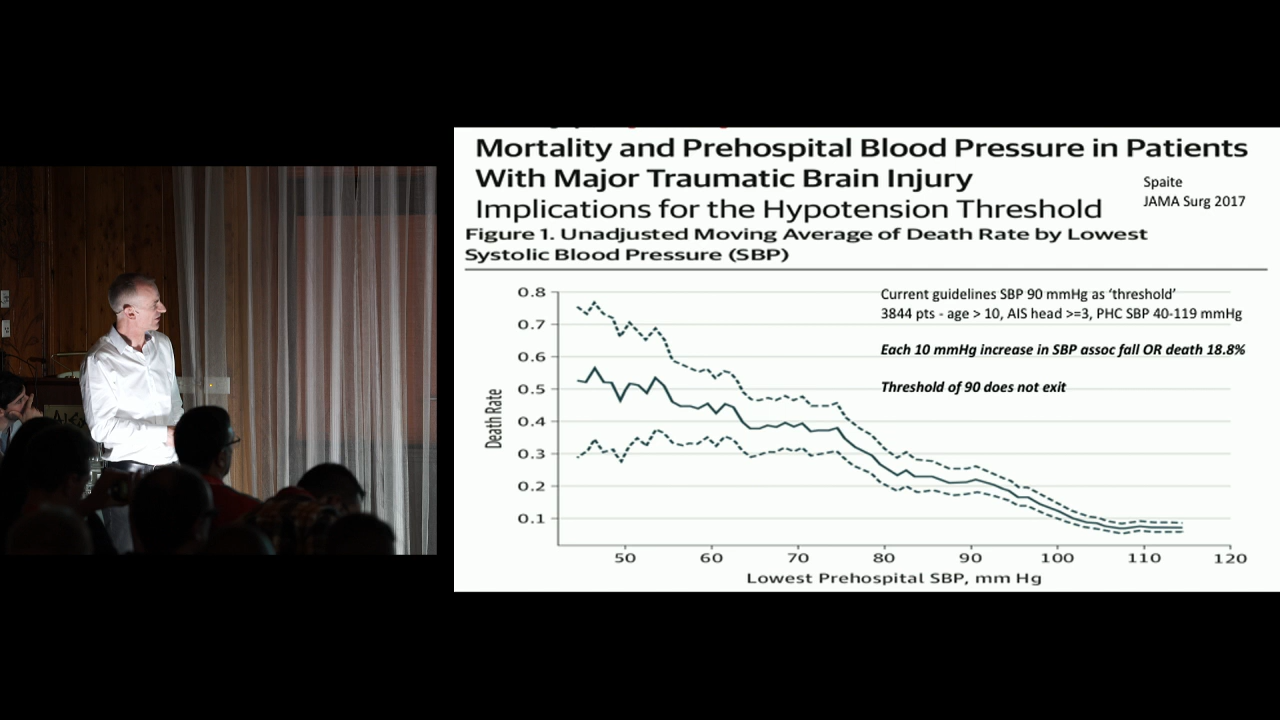 Mortality and Prehospital Blood Pressure in Patients
With Major Traumatic Brain Injury
Implications for the Hypotension Threshold
Spaite
JAMA Surg 2017
Figure 1. Unadjusted Moving Average of Death Rate by Lowest
Systolic Blood Pressure (SBP)
Current guidelines SBP 90 mmHg as ‘threshold’
3844 pts - age > 10, AIS head >=3, PHC SBP 40-119 mmHg
Each 10 mmHg increase in SBP assoc fall OR death 18.8%
Threshold of 90 does not exit
Death Rate
0.8
0.7
0.6
0.5
0.4
0.3
0.2
0.1
50 60 70 80 90 100 110 120
Lowest Prehospital SBP, mm Hg